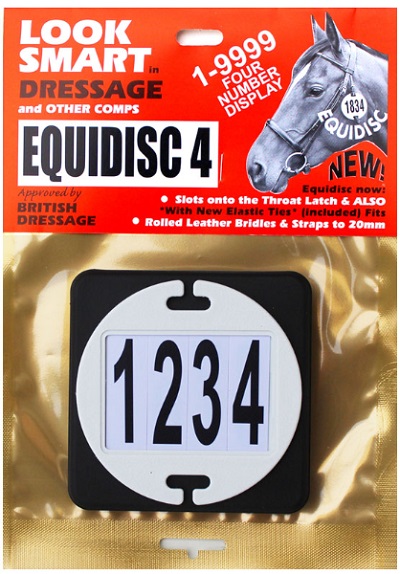 LOOK
SMART in
DRESSAGE
and OTHER COMPS
1-9999
FOUR
NUMBER
DISPLAY
1834
EQUIDISC
EQUIDISC 4
NEW!
Approved by
BRITISH
DRESSAGE
Equidisc now:
• Slots onto the Throat Latch & ALSO
*With New Elastic Ties* (included) Fits
• Rolled Leather Bridles & Straps to 20mm
1234